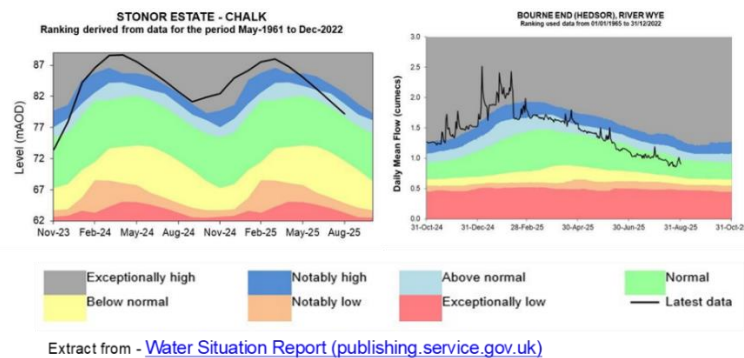 STONOR ESTATE - CHALK
Ranking derived from data for the period May-1961 to Dec-2022
Level (mAOD)
87
82
77
72
67
62
Nov-23 Feb-24 May-24 Aug-24 Nov-24 Feb-25 May-25 Aug-25
BOURNE END (HEDSOR), RIVER WYE
Ranking used data from 01/01/1965 to 31/12/2022
Daily Mean Flow (cumecs)
3.0
2.5
2.0
1.5
1.0
0.5
0.0
31-Oct-24 31-Dec-24 28-Feb-25 30-Apr-25 30-Jun-25 31-Aug-25 31-Oct-25
Exceptionally high Notably high Above normal Normal
Below normal Notably low Exceptionally low Latest data
Extract from - Water Situation Report (publishing.service.gov.uk)